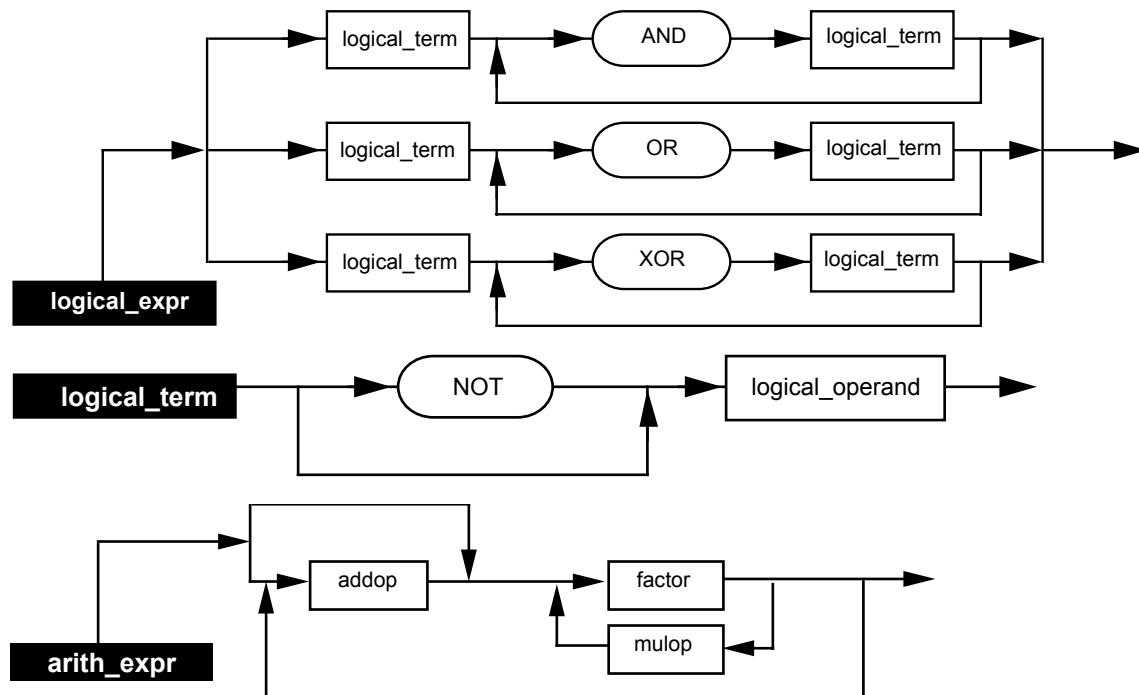 logical_term AND logical_term
logical_term OR logical_term
logical_term XOR logical_term
logical_expr
logical_term NOT logical_operand
addop factor
mulop
arith_expr